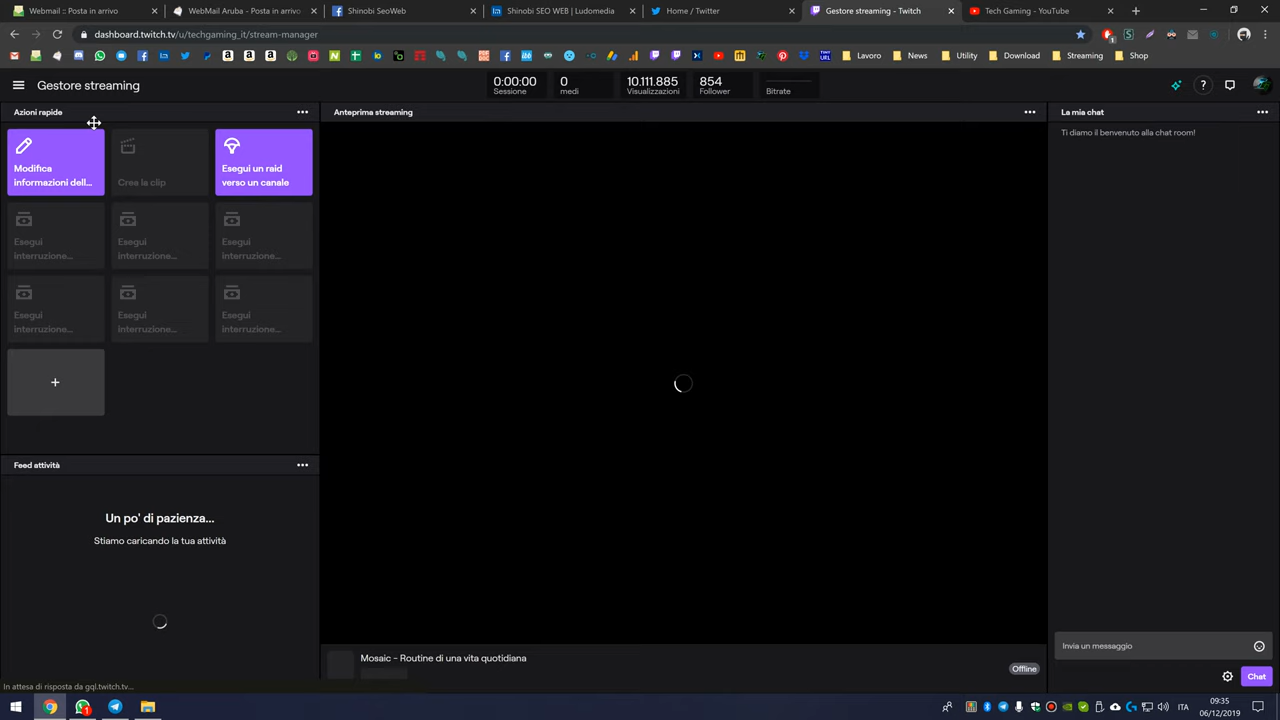 Webmail :: Posta in arrivo
WebMail Aruba - Posta in arrivo
Shinobi SeoWeb
Shinobi SEO WEB | Ludomedia
Home / Twitter
Gestore streaming - Twitch
Tech Gaming - YouTube
dashboard.twitch.tv/u/techgaming_it/stream-manager
Lavoro
News
Utility
Download
Streaming
Shop
Gestore streaming
0:00:00
Sessione
0
medi
10.111.885
Visualizzazioni
854
Follower
Bitrate
Azioni rapide
Anteprima streaming
La mia chat
Modifica
informazioni dell...
Crea la clip
Esegui un raid
verso un canale
Ti diamo il benvenuto alla chat room!
Esegui
interruzione...
Esegui
interruzione...
Esegui
interruzione...
Esegui
interruzione...
Esegui
interruzione...
Esegui
interruzione...
Feed attività
Un po' di pazienza...
Stiamo caricando la tua attività
Mosaic - Routine di una vita quotidiana
Offline
Invia un messaggio
Chat
In attesa di risposta da gql.twitch.tv...
ITA
09:35
06/12/2019